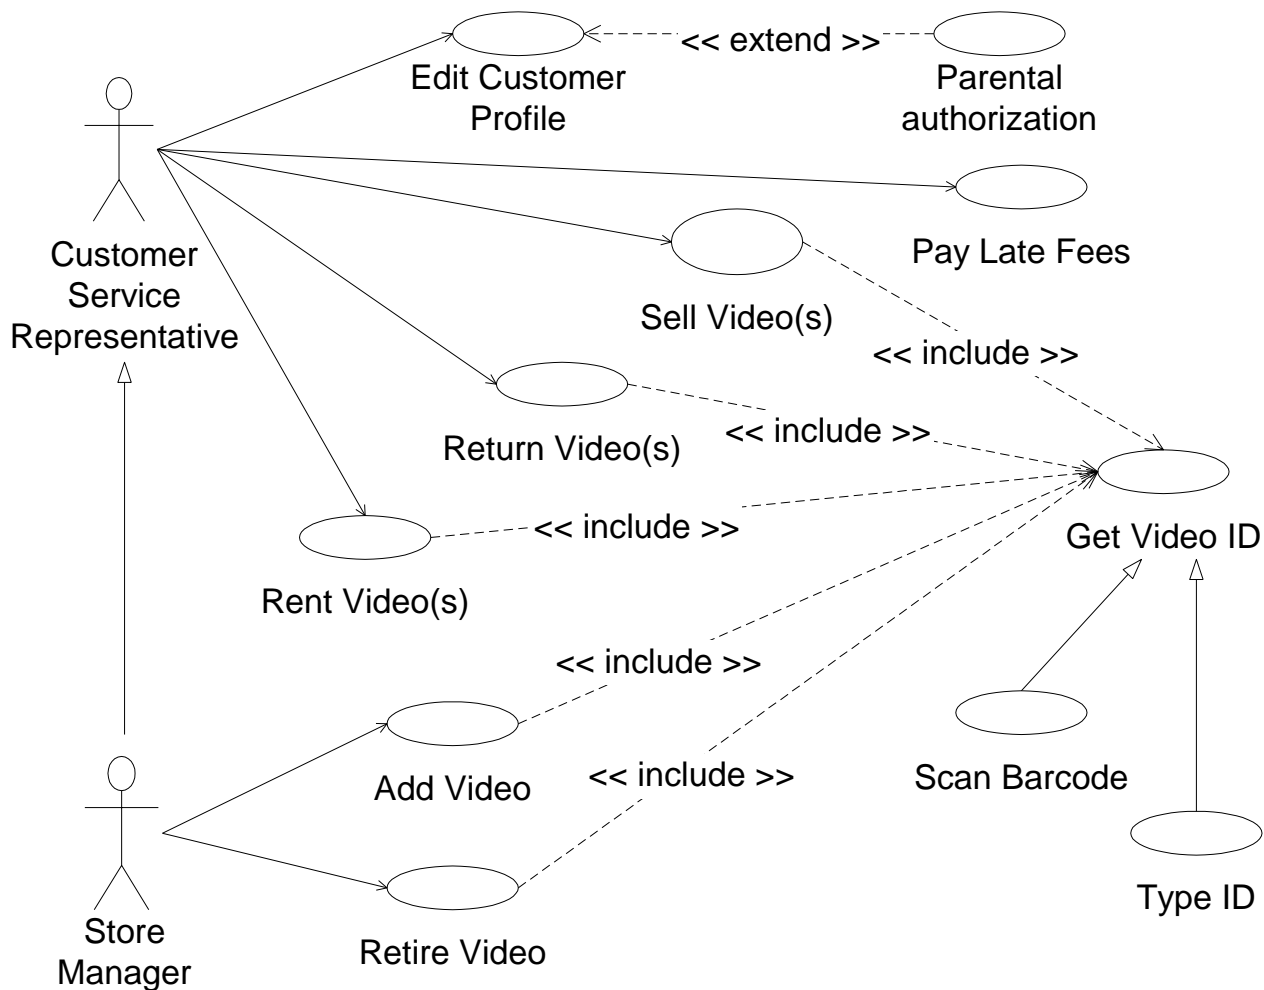 << extend >>
Edit Customer
Profile
Parental
authorization
Customer
Service
Representative
Pay Late Fees
Sell Video(s)
<< include >>
Return Video(s)
<< include >>
Get Video ID
<< include >>
Rent Video(s)
<< include >>
Add Video
<< include >>
Scan Barcode
Type ID
Store
Manager
Retire Video